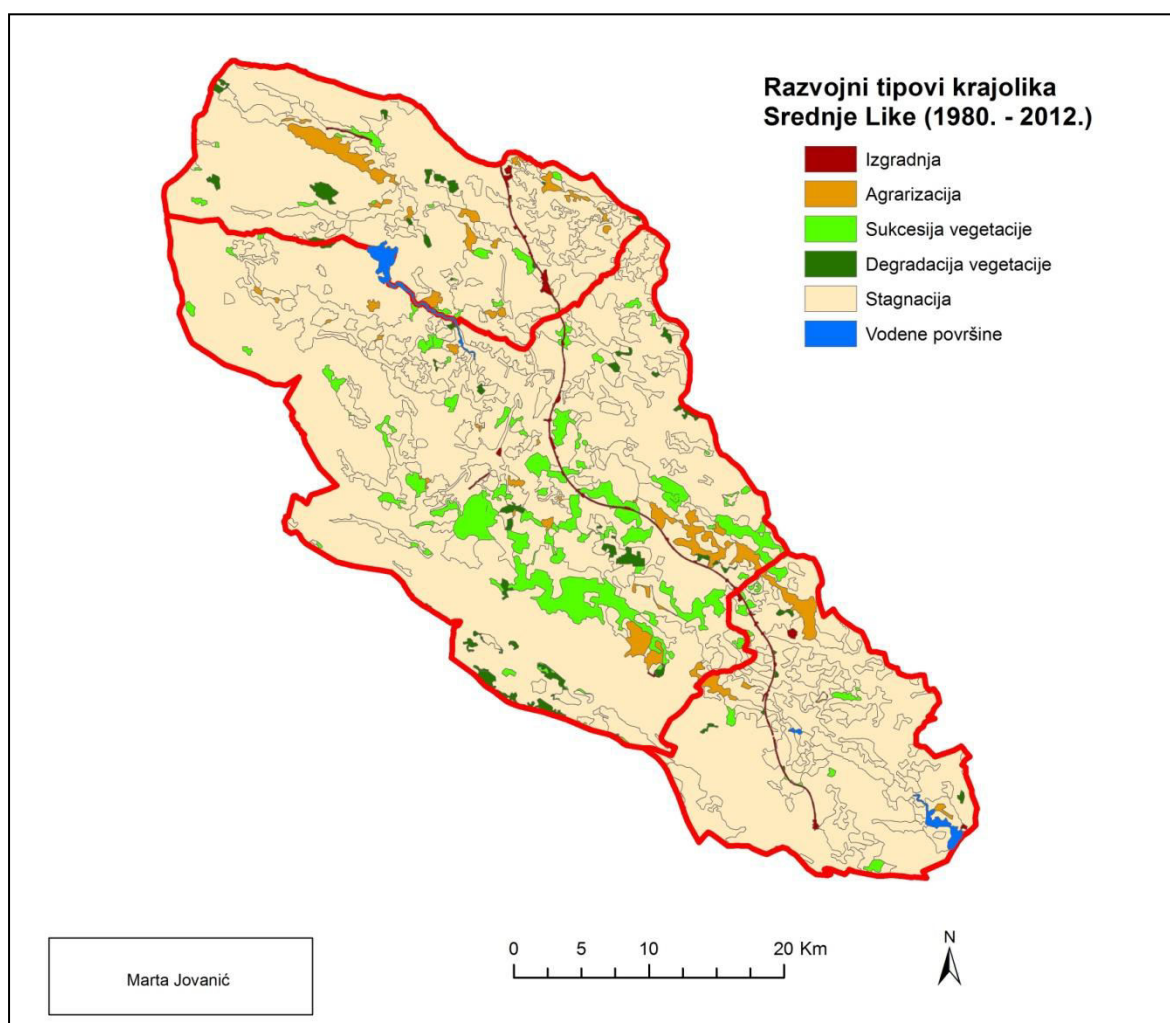 Razvojni tipovi krajolika
Srednje Like (1980. - 2012.)
Izgradnja
Agrarizacija
Sukcesija vegetacije
Degradacija vegetacije
Stagnacija
Vodene površine
Marta Jovanić
0 5 10 20 Km
N